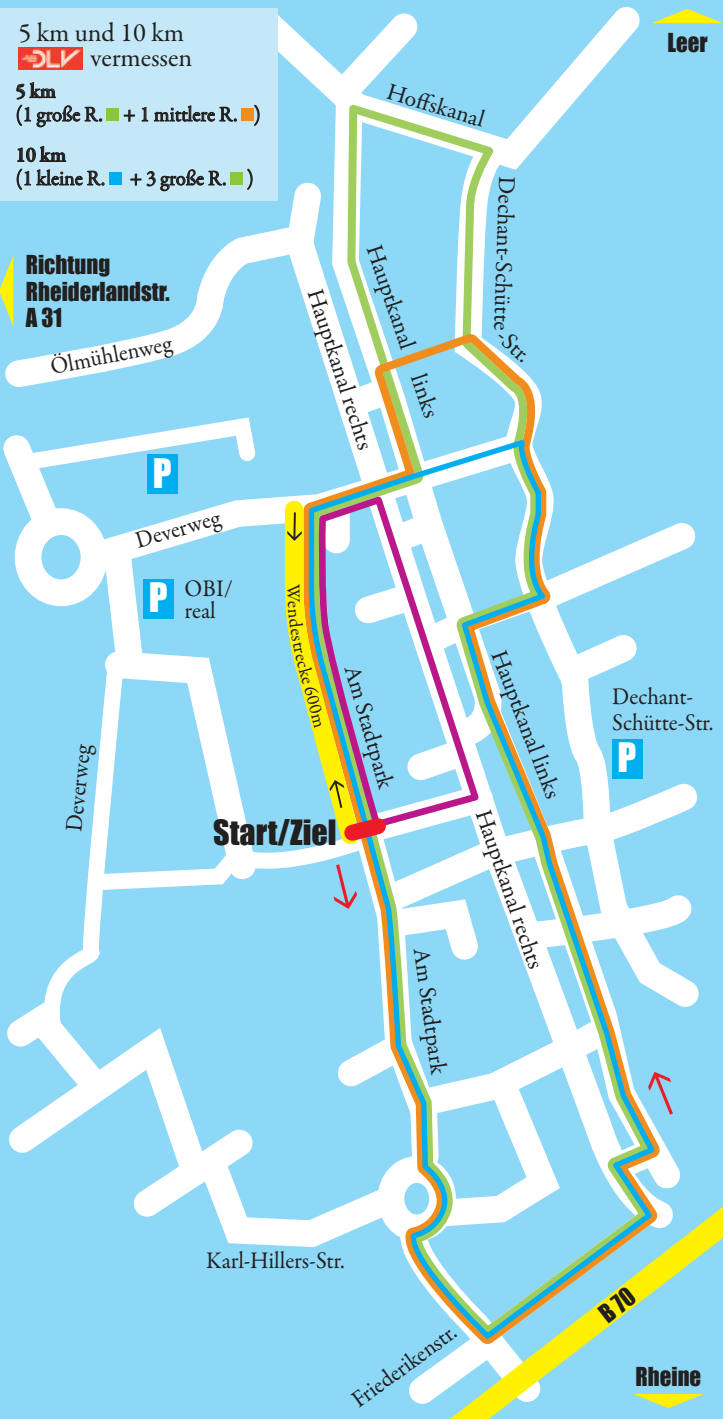 5 km und 10 km
DLV vermessen
5 km
(1 große R. + 1 mittlere R. )
10 km
(1 kleine R. + 3 große R. )
Leer
Hoffskanal
Dechant-Schütte-Str.
Richtung
Rheiderlandstr.
A 31
Hauptkanal
links
Hauptkanal rechts
Ölmühlenweg
P
Deverweg
P
OBI/
real
Wendestrecke 600m
Am Stadtpark
Hauptkanal links
Dechant-
Schütte-Str.
P
Deverweg
Start/Ziel
Hauptkanal rechts
Am Stadtpark
Karl-Hillers-Str.
B 70
Friederikenstr.
Rheine